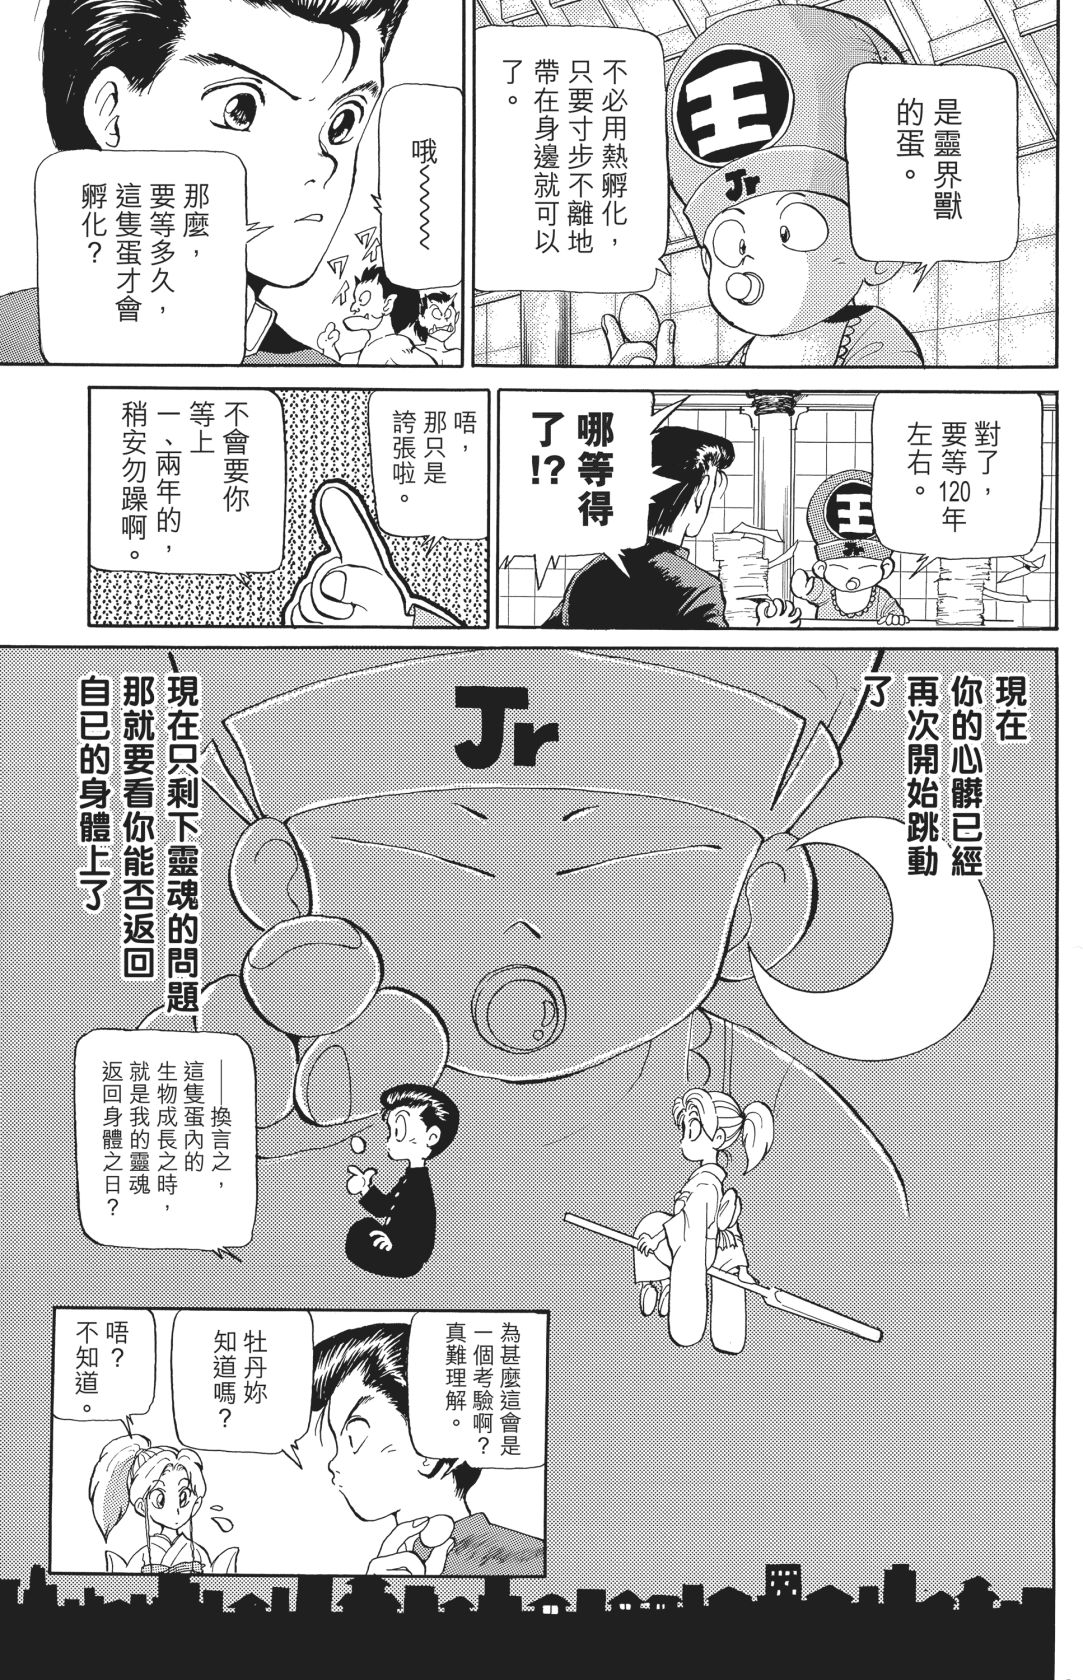 是靈界獸
的蛋。
王
Jr
不必用熱孵化，
只要寸步不離地
帶在身邊就可以
了。
哦~~~~~~~
那麼，
要等多久，
這隻蛋才會
孵化？
對了，
要等120年
左右。
王
Jr
哪等得
了!?
唔，
那只是
誇張啦。
不會要你
等上
一、兩年的，
稍安勿躁啊。
現在
你的心髒已經
再次開始跳動
了
Jr
現在只剩下靈魂的問題
那就要看你能否返回
自已的身體上了
——換言之，
這隻蛋內的
生物成長之時，
就是我的靈魂
返回身體之日？
為甚麼這會是
一個考驗啊？
真難理解。
牡丹妳
知道嗎？
唔？
不知道。